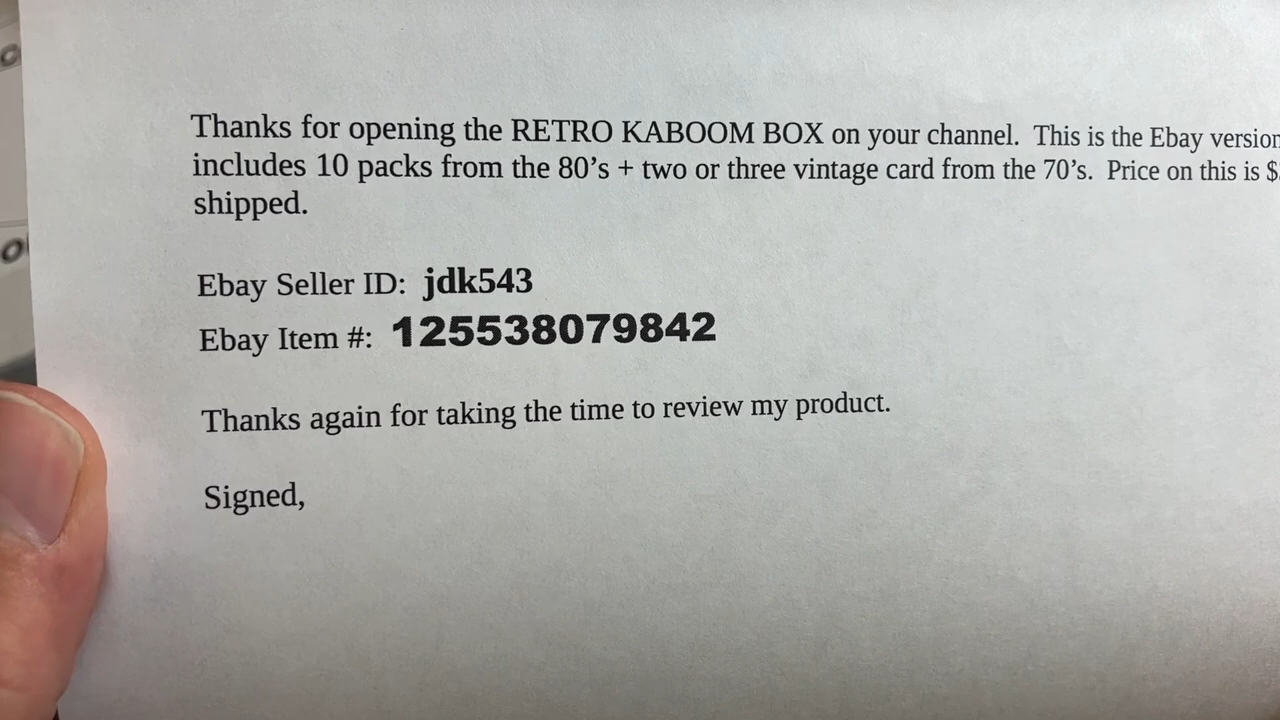 Thanks for opening the RETRO KABOOM BOX on your channel. This is the Ebay version
includes 10 packs from the 80's + two or three vintage card from the 70's. Price on this is $
shipped.
Ebay Seller ID: jdk543
Ebay Item #: 125538079842
Thanks again for taking the time to review my product.
Signed,